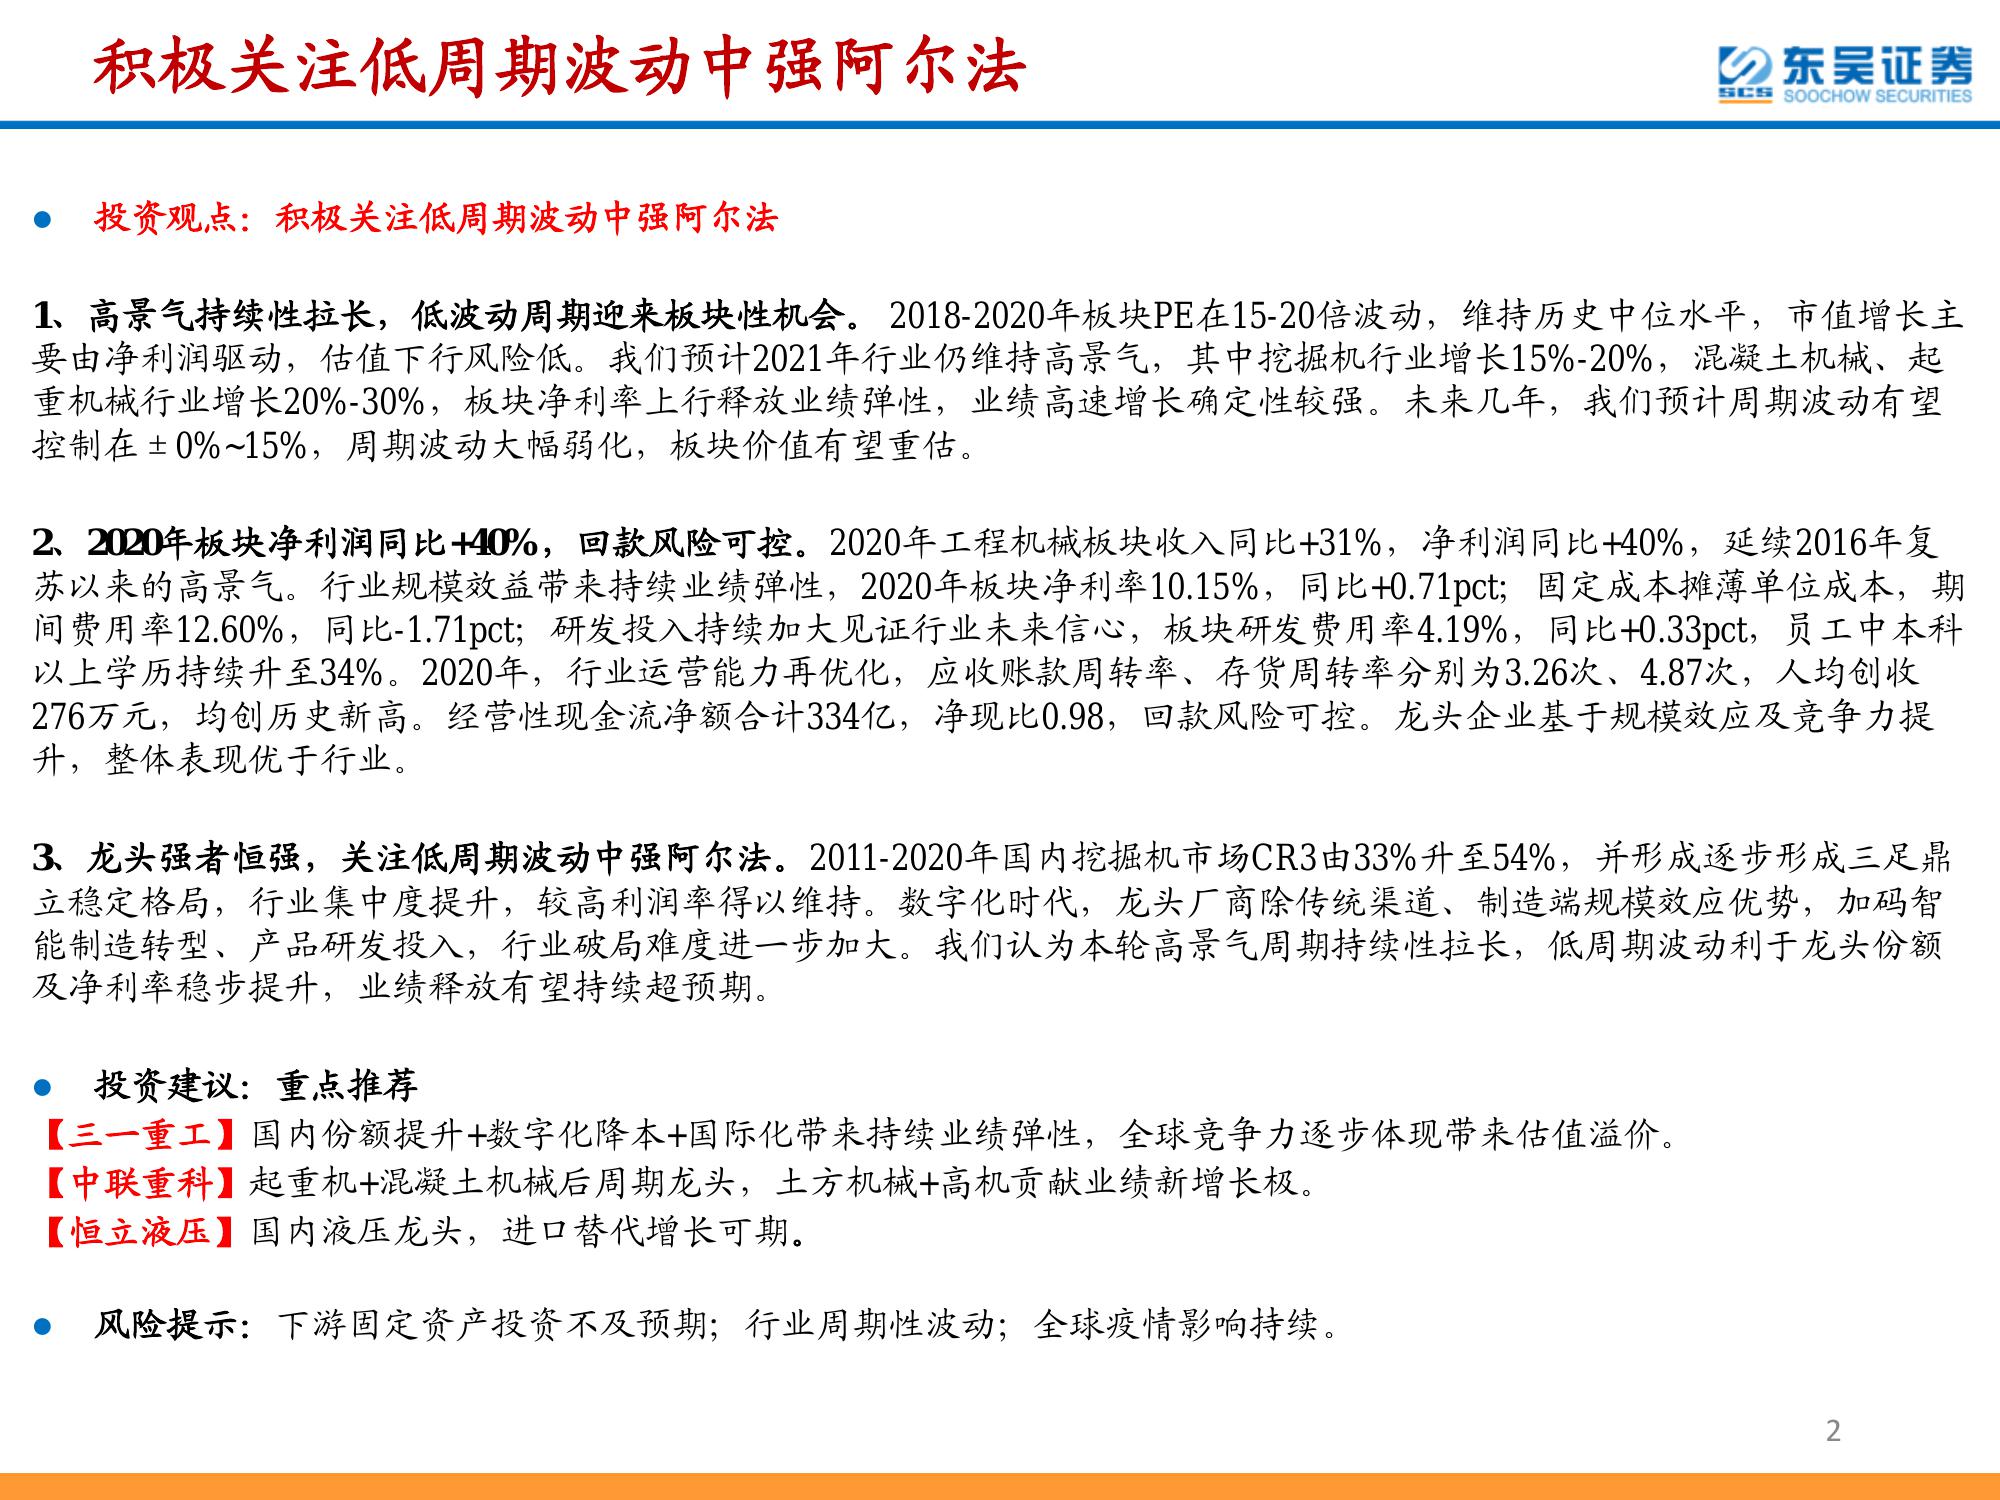 积极关注低周期波动中强阿尔法
东吴证券
SCS SOOCHOW SECURITIES
● 投资观点：积极关注低周期波动中强阿尔法
1、高景气持续性拉长，低波动周期迎来板块性机会。 2018-2020年板块PE在15-20倍波动，维持历史中位水平，市值增长主
要由净利润驱动，估值下行风险低。我们预计2021年行业仍维持高景气，其中挖掘机行业增长15%-20%，混凝土机械、起
重机械行业增长20%-30%，板块净利率上行释放业绩弹性，业绩高速增长确定性较强。未来几年，我们预计周期波动有望
控制在 ± 0%~15%，周期波动大幅弱化，板块价值有望重估。
2、2020年板块净利润同比+40%，回款风险可控。2020年工程机械板块收入同比+31%，净利润同比+40%，延续2016年复
苏以来的高景气。行业规模效益带来持续业绩弹性，2020年板块净利率10.15%，同比+0.71pct；固定成本摊薄单位成本，期
间费用率12.60%，同比-1.71pct；研发投入持续加大见证行业未来信心，板块研发费用率4.19%，同比+0.33pct，员工中本科
以上学历持续升至34%。2020年，行业运营能力再优化，应收账款周转率、存货周转率分别为3.26次、4.87次，人均创收
276万元，均创历史新高。经营性现金流净额合计334亿，净现比0.98，回款风险可控。龙头企业基于规模效应及竞争力提
升，整体表现优于行业。
3、龙头强者恒强，关注低周期波动中强阿尔法。2011-2020年国内挖掘机市场CR3由33%升至54%，并形成逐步形成三足鼎
立稳定格局，行业集中度提升，较高利润率得以维持。数字化时代，龙头厂商除传统渠道、制造端规模效应优势，加码智
能制造转型、产品研发投入，行业破局难度进一步加大。我们认为本轮高景气周期持续性拉长，低周期波动利于龙头份额
及净利率稳步提升，业绩释放有望持续超预期。
● 投资建议：重点推荐
【三一重工】国内份额提升+数字化降本+国际化带来持续业绩弹性，全球竞争力逐步体现带来估值溢价。
【中联重科】起重机+混凝土机械后周期龙头，土方机械+高机贡献业绩新增长极。
【恒立液压】国内液压龙头，进口替代增长可期。
● 风险提示：下游固定资产投资不及预期；行业周期性波动；全球疫情影响持续。
2